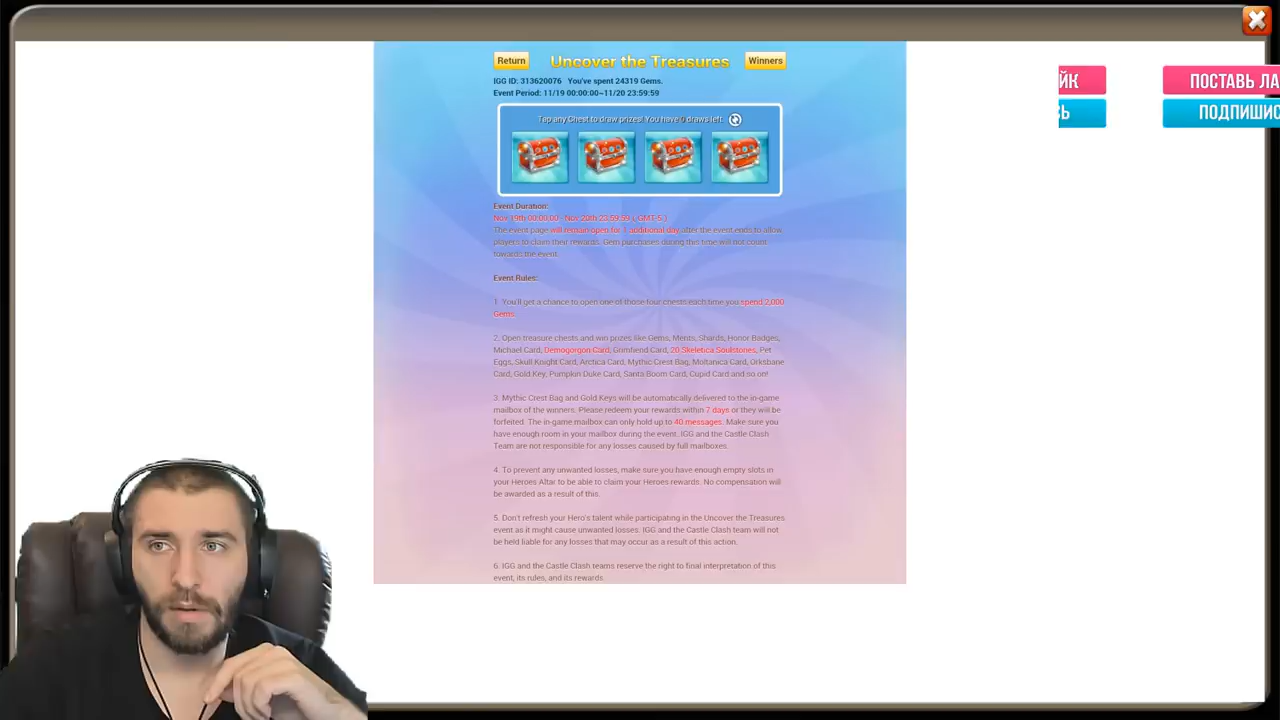 Return Uncover the Treasures Winners
IGG ID: 313620076 You've spent 24319 Gems.
Event Period: 11/19 00:00:00~11/20 23:59:59
Tap any Chest to draw prizes! You have 0 draws left.
Event Duration:
Nov 19th 00:00:00 - Nov 20th 23:59:59 ( GMT-5 )
The event page will remain open for 1 additional day after the event ends to allow
players to claim their rewards. Gem purchases during this time will not count
towards the event.
Event Rules:
1. You'll get a chance to open one of those four chests each time you spend 2,000
Gems.
2. Open treasure chests and win prizes like Gems, Merits, Shards, Honor Badges,
Michael Card, Demogorgon Card, Grimfiend Card, 20 Skeletica Soulstones, Pet
Eggs, Skull Knight Card, Arctica Card, Mythic Crest Bag, Moltanica Card, Orksbane
Card, Gold Key, Pumpkin Duke Card, Santa Boom Card, Cupid Card and so on!
3. Mythic Crest Bag and Gold Keys will be automatically delivered to the in-game
mailbox of the winners. Please redeem your rewards within 7 days or they will be
forfeited. The in-game mailbox can only hold up to 40 messages. Make sure you
have enough room in your mailbox during the event. IGG and the Castle Clash
Team are not responsible for any losses caused by full mailboxes.
4. To prevent any unwanted losses, make sure you have enough empty slots in
your Heroes Altar to be able to claim your Heroes rewards. No compensation will
be awarded as a result of this.
5. Don't refresh your Hero's talent while participating in the Uncover the Treasures
event as it might cause unwanted losses. IGG and the Castle Clash team will not
be held liable for any losses that may occur as a result of this action.
6. IGG and the Castle Clash teams reserve the right to final interpretation of this
event, its rules, and its rewards.
ЙК ПОСТАВЬ ЛА
Ь ПОДПИШИС